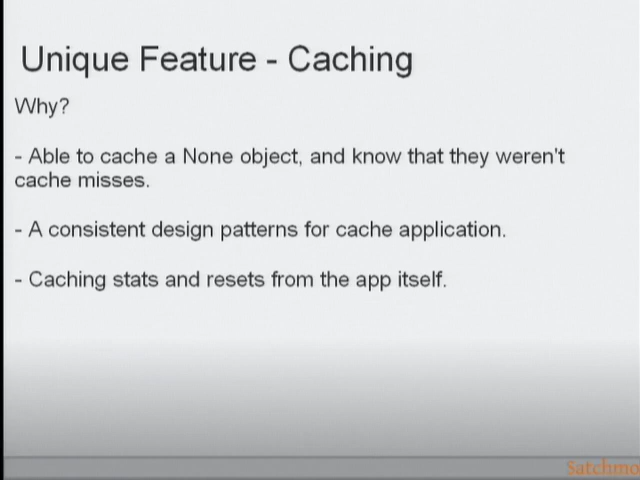 Unique Feature - Caching
Why?
- Able to cache a None object, and know that they weren't
cache misses.
- A consistent design patterns for cache application.
- Caching stats and resets from the app itself.
Satchmo